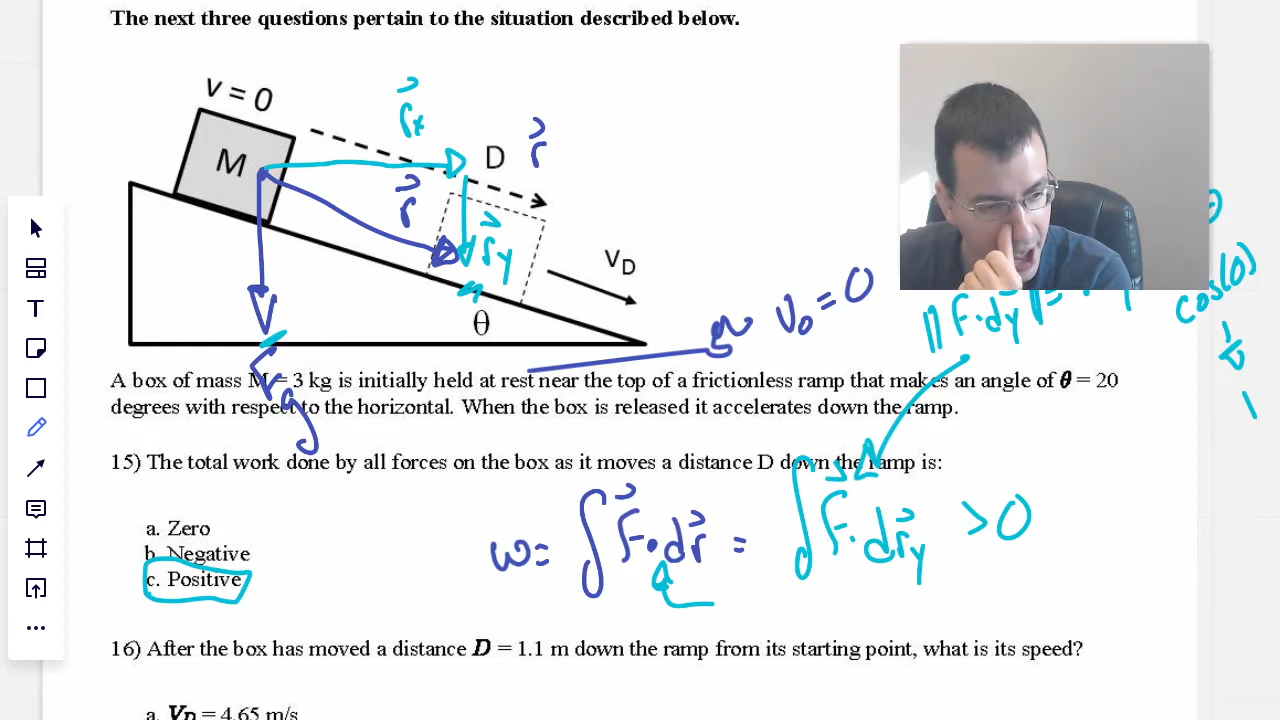 The next three questions pertain to the situation described below.
v = 0
r x
M
D
r
r
r y
v D
θ
v 0 = 0
F · d y
cos(0)
1
F g
A box of mass M = 3 kg is initially held at rest near the top of a frictionless ramp that makes an angle of θ = 20
degrees with respect to the horizontal. When the box is released it accelerates down the ramp.
15) The total work done by all forces on the box as it moves a distance D down the ramp is:
a. Zero
b. Negative
c. Positive
w = ∫ F · d r = ∫ F · d r y > 0
16) After the box has moved a distance D = 1.1 m down the ramp from its starting point, what is its speed?
a. V D = 4.65 m/s
T